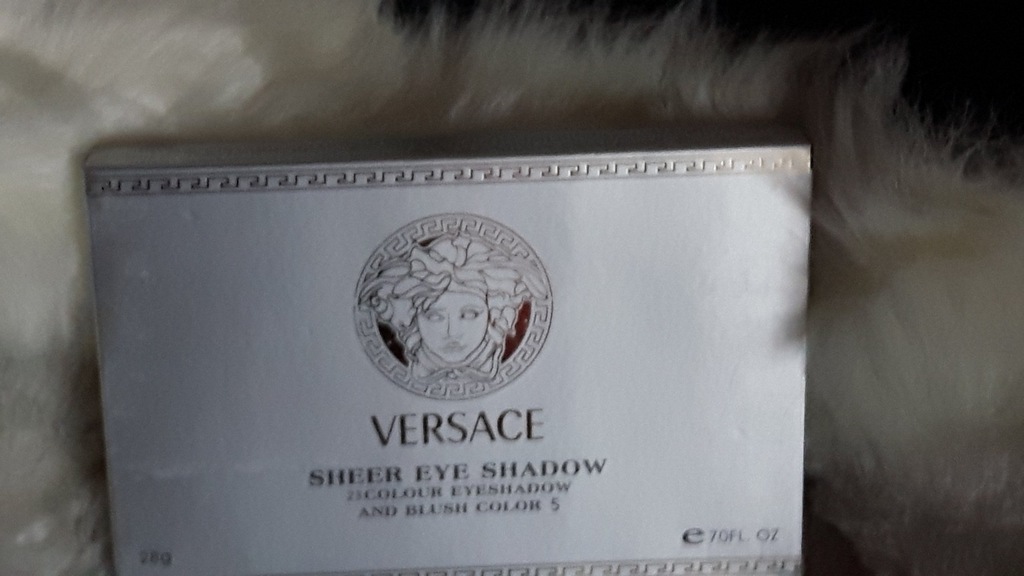 VERSACE
SHEER EYE SHADOW
21COLOUR EYESHADOW
AND BLUSH COLOR 5
28g
e 70FL. OZ